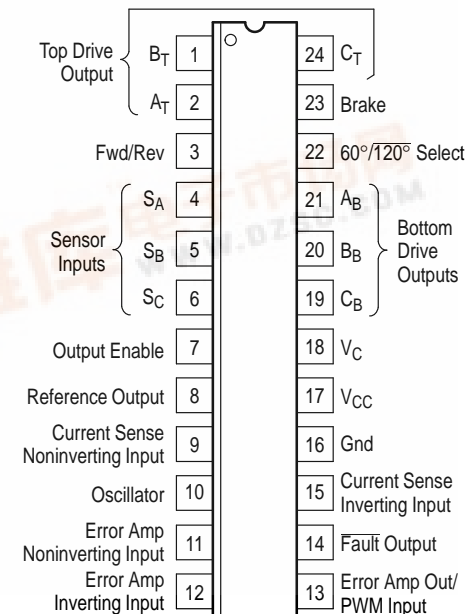 Top Drive
Output
B_T 1
A_T 2
Fwd/Rev 3
Sensor
Inputs
S_A 4
S_B 5
S_C 6
Output Enable 7
Reference Output 8
Current Sense
Noninverting Input 9
Oscillator 10
Error Amp
Noninverting Input 11
Error Amp
Inverting Input 12
24 C_T
23 Brake
22 60°/1̅2̅0̅°̅ Select
21 A_B
20 B_B
19 C_B
Bottom
Drive
Outputs
18 V_C
17 V_CC
16 Gnd
15 Current Sense
Inverting Input
14 F̅a̅u̅l̅t̅ Output
13 Error Amp Out/
PWM Input